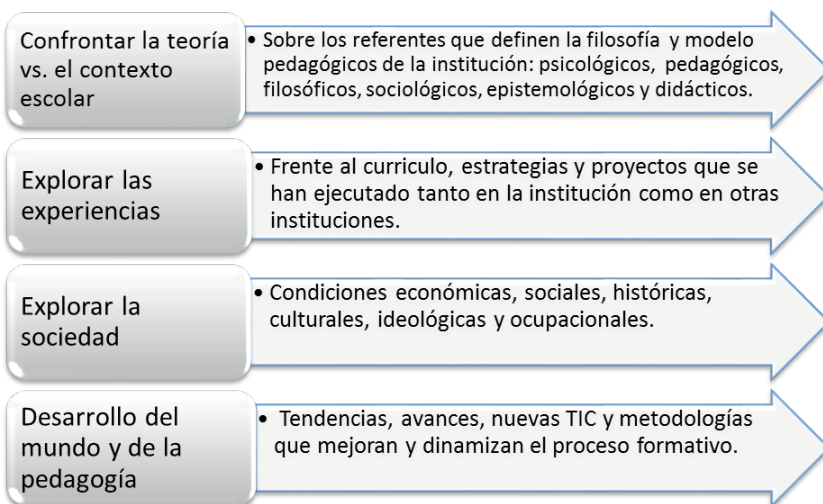 Confrontar la teoría
vs. el contexto
escolar
• Sobre los referentes que definen la filosofía y modelo
pedagógicos de la institución: psicológicos, pedagógicos,
filosóficos, sociológicos, epistemológicos y didácticos.
Explorar las
experiencias
• Frente al curriculo, estrategias y proyectos que se
han ejecutado tanto en la institución como en otras
instituciones.
Explorar la
sociedad
• Condiciones económicas, sociales, históricas,
culturales, ideológicas y ocupacionales.
Desarrollo del
mundo y de la
pedagogía
• Tendencias, avances, nuevas TIC y metodologías
que mejoran y dinamizan el proceso formativo.